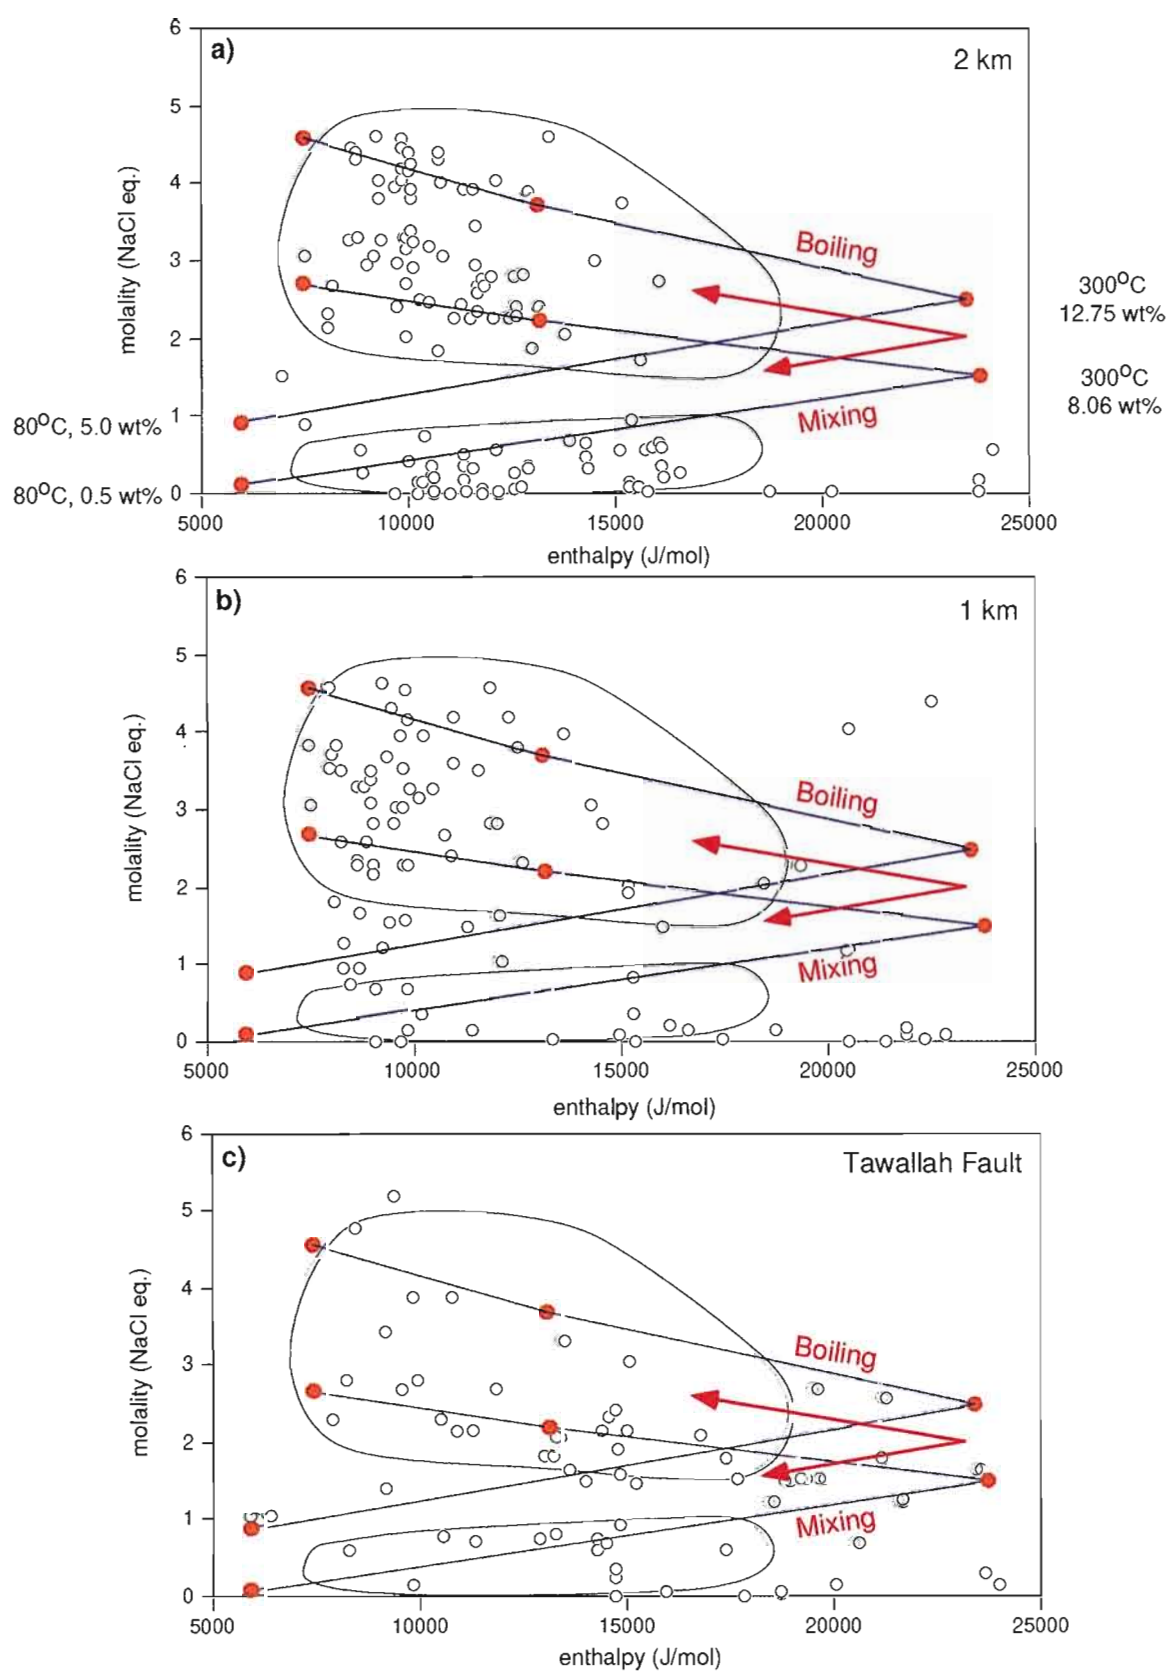 a)
2 km
6
5
4
3
2
1
0
molality (NaCl eq.)
Boiling
Mixing
300°C
12.75 wt%
300°C
8.06 wt%
80°C, 5.0 wt%
80°C, 0.5 wt%
5000
10000
15000
20000
25000
enthalpy (J/mol)
b)
1 km
6
5
4
3
2
1
0
molality (NaCl eq.)
Boiling
Mixing
5000
10000
15000
20000
25000
enthalpy (J/mol)
c)
Tawallah Fault
6
5
4
3
2
1
0
molality (NaCl eq.)
Boiling
Mixing
5000
10000
15000
20000
25000
enthalpy (J/mol)